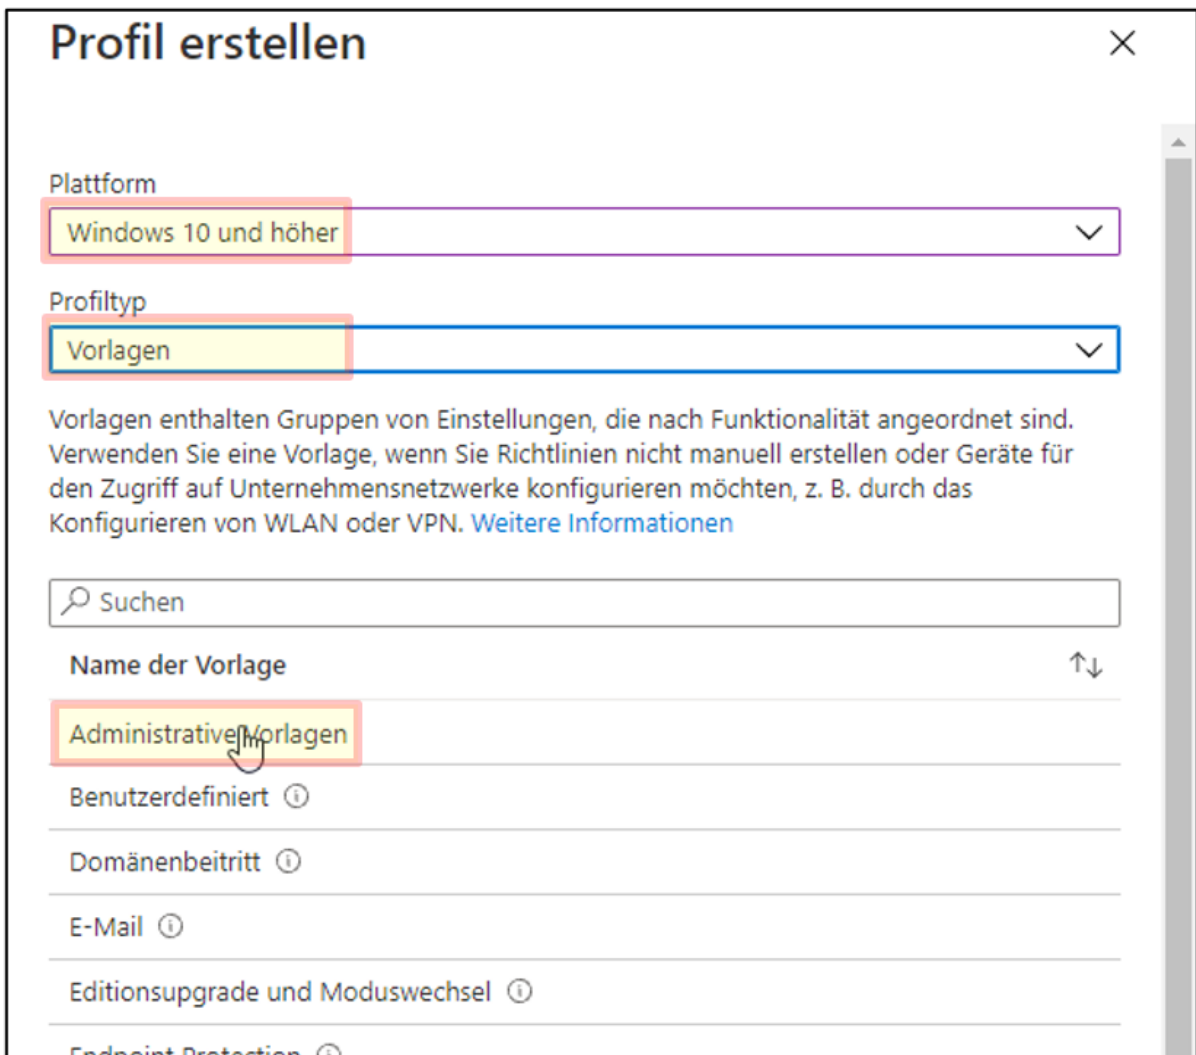 Profil erstellen
Plattform
Windows 10 und höher
Profiltyp
Vorlagen
Vorlagen enthalten Gruppen von Einstellungen, die nach Funktionalität angeordnet sind.
Verwenden Sie eine Vorlage, wenn Sie Richtlinien nicht manuell erstellen oder Geräte für
den Zugriff auf Unternehmensnetzwerke konfigurieren möchten, z. B. durch das
Konfigurieren von WLAN oder VPN. Weitere Informationen
Suchen
Name der Vorlage
Administrative Vorlagen
Benutzerdefiniert
Domänenbeitritt
E-Mail
Editionsupgrade und Moduswechsel
Endpoint Protection